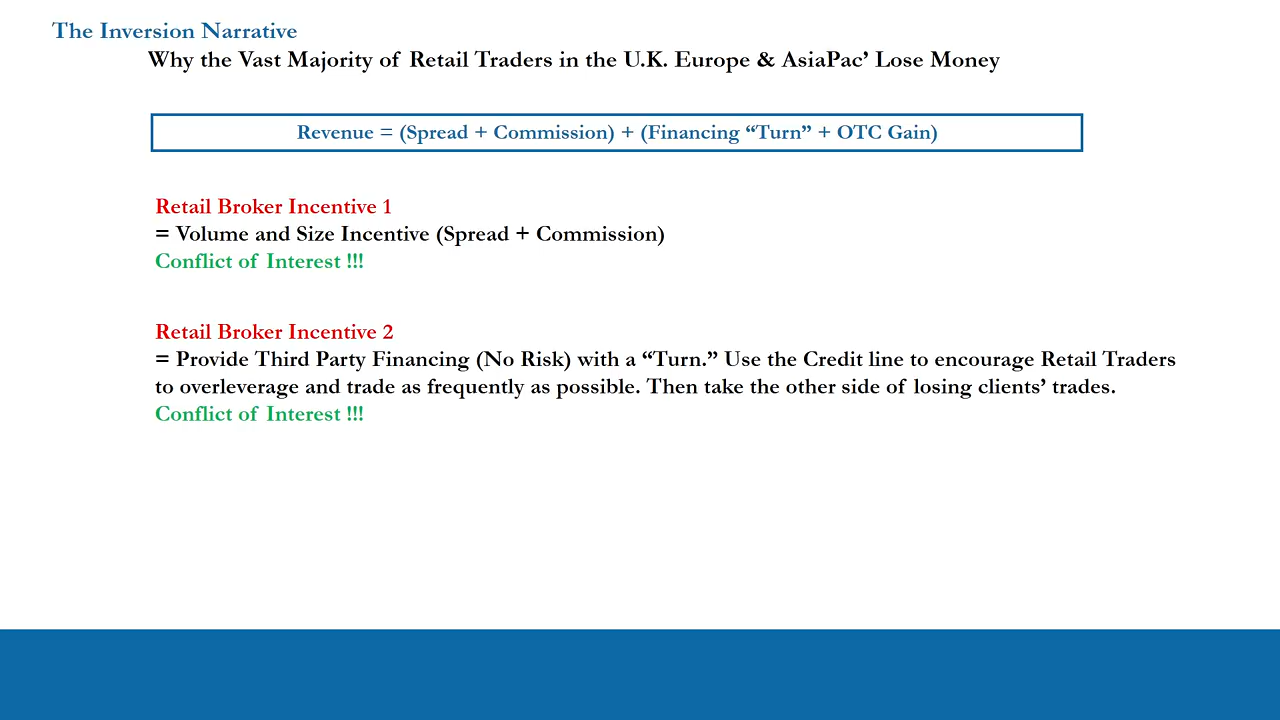 The Inversion Narrative
Why the Vast Majority of Retail Traders in the U.K. Europe & AsiaPac’ Lose Money
Revenue = (Spread + Commission) + (Financing “Turn” + OTC Gain)
Retail Broker Incentive 1
= Volume and Size Incentive (Spread + Commission)
Conflict of Interest !!!
Retail Broker Incentive 2
= Provide Third Party Financing (No Risk) with a “Turn.” Use the Credit line to encourage Retail Traders
to overleverage and trade as frequently as possible. Then take the other side of losing clients’ trades.
Conflict of Interest !!!